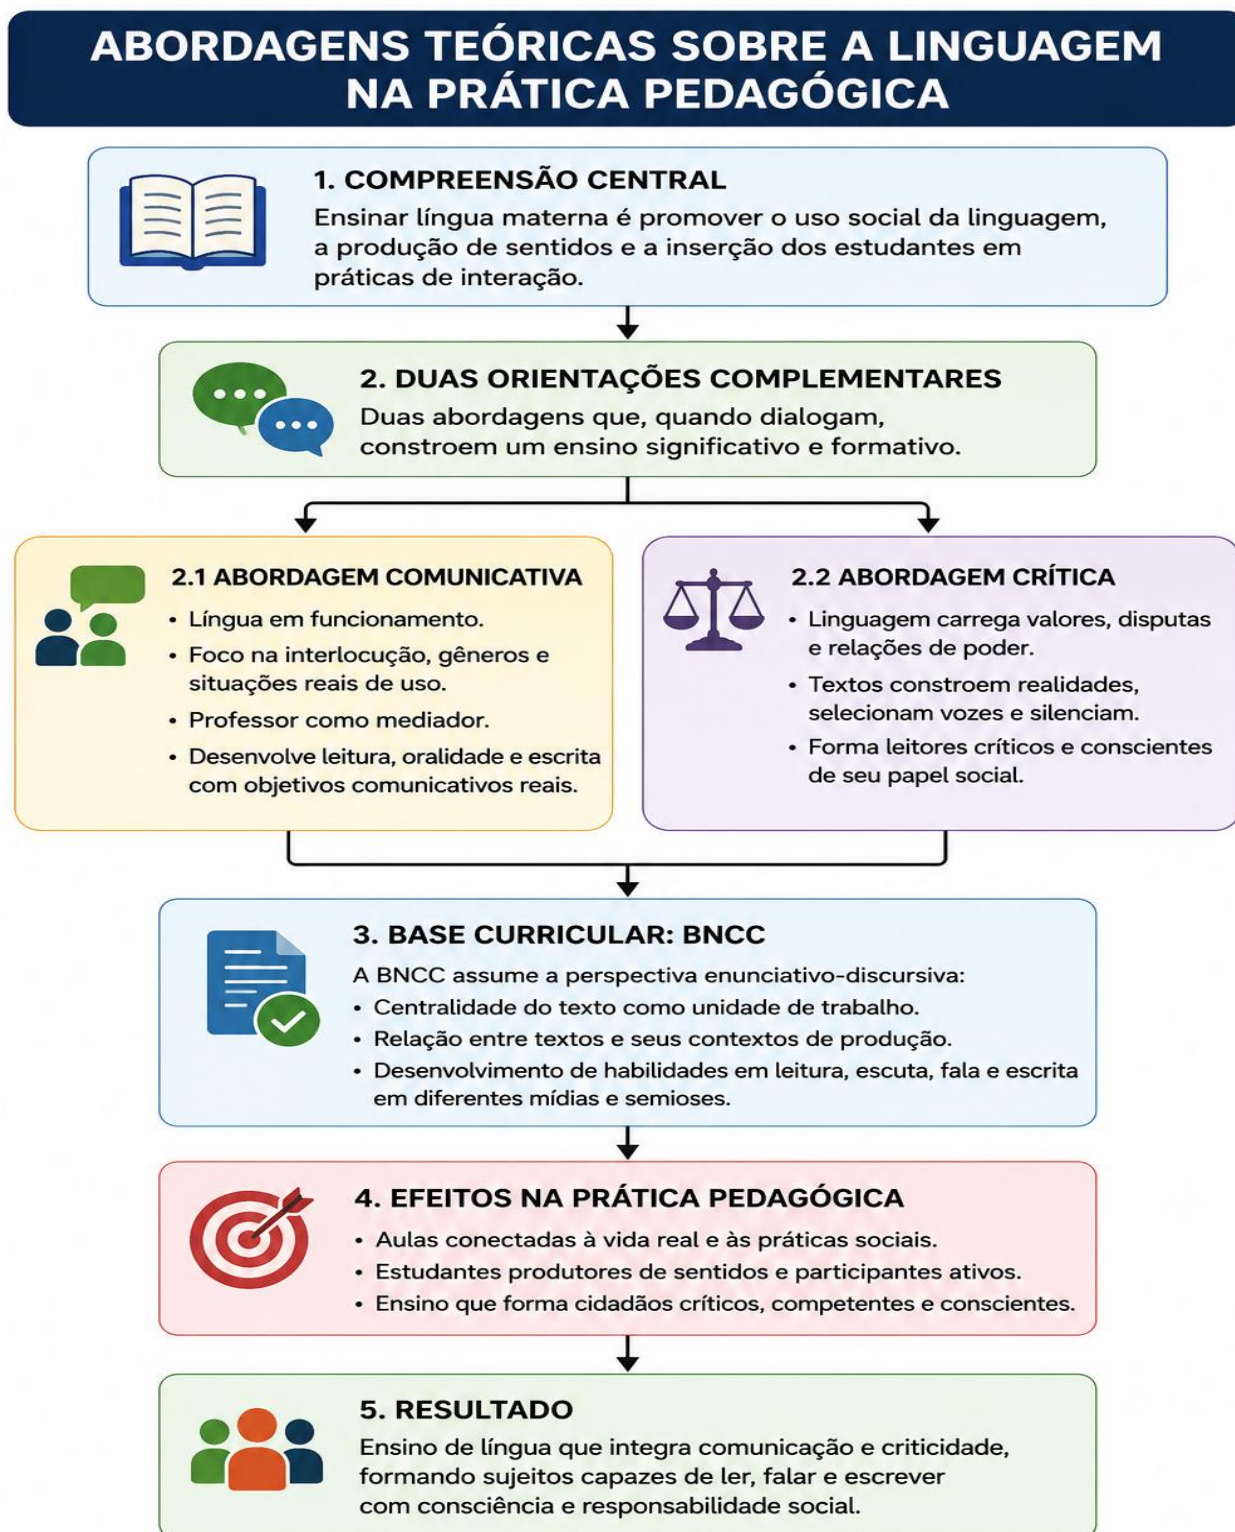 ABORDAGENS TEÓRICAS SOBRE A LINGUAGEM
NA PRÁTICA PEDAGÓGICA
1. COMPREENSÃO CENTRAL
Ensinar língua materna é promover o uso social da linguagem,
a produção de sentidos e a inserção dos estudantes em
práticas de interação.
2. DUAS ORIENTAÇÕES COMPLEMENTARES
Duas abordagens que, quando dialogam,
constroem um ensino significativo e formativo.
2.1 ABORDAGEM COMUNICATIVA
• Língua em funcionamento.
• Foco na interlocução, gêneros e
situações reais de uso.
• Professor como mediador.
• Desenvolve leitura, oralidade e escrita
com objetivos comunicativos reais.
2.2 ABORDAGEM CRÍTICA
• Linguagem carrega valores, disputas
e relações de poder.
• Textos constroem realidades,
selecionam vozes e silenciam.
• Forma leitores críticos e conscientes
de seu papel social.
3. BASE CURRICULAR: BNCC
A BNCC assume a perspectiva enunciativo-discursiva:
• Centralidade do texto como unidade de trabalho.
• Relação entre textos e seus contextos de produção.
• Desenvolvimento de habilidades em leitura, escuta, fala e escrita
em diferentes mídias e semioses.
4. EFEITOS NA PRÁTICA PEDAGÓGICA
• Aulas conectadas à vida real e às práticas sociais.
• Estudantes produtores de sentidos e participantes ativos.
• Ensino que forma cidadãos críticos, competentes e conscientes.
5. RESULTADO
Ensino de língua que integra comunicação e criticidade,
formando sujeitos capazes de ler, falar e escrever
com consciência e responsabilidade social.